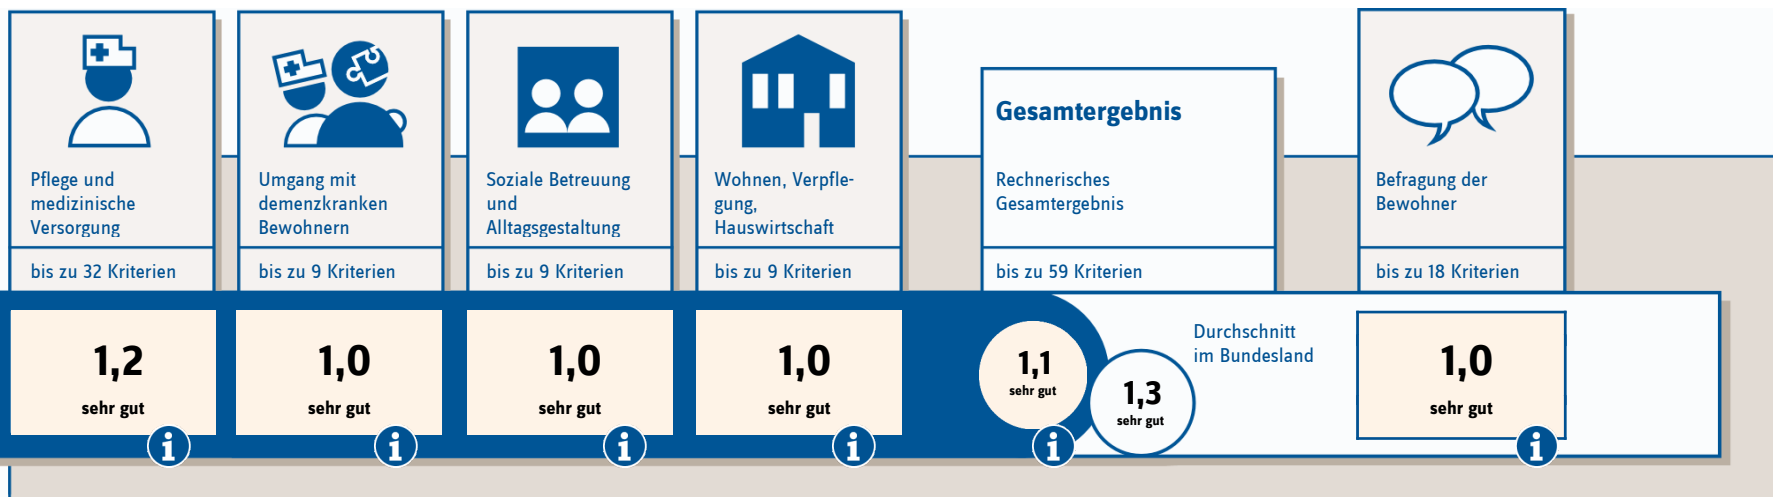 Pflege und
medizinische
Versorgung
bis zu 32 Kriterien
1,2
sehr gut
i
Umgang mit
demenzkranken
Bewohnern
bis zu 9 Kriterien
1,0
sehr gut
i
Soziale Betreuung
und
Alltagsgestaltung
bis zu 9 Kriterien
1,0
sehr gut
i
Wohnen, Verpfle-
gung,
Hauswirtschaft
bis zu 9 Kriterien
1,0
sehr gut
i
Gesamtergebnis
Rechnerisches
Gesamtergebnis
bis zu 59 Kriterien
1,1
sehr gut
i
1,3
sehr gut
Durchschnitt
im Bundesland
Befragung der
Bewohner
bis zu 18 Kriterien
1,0
sehr gut
i